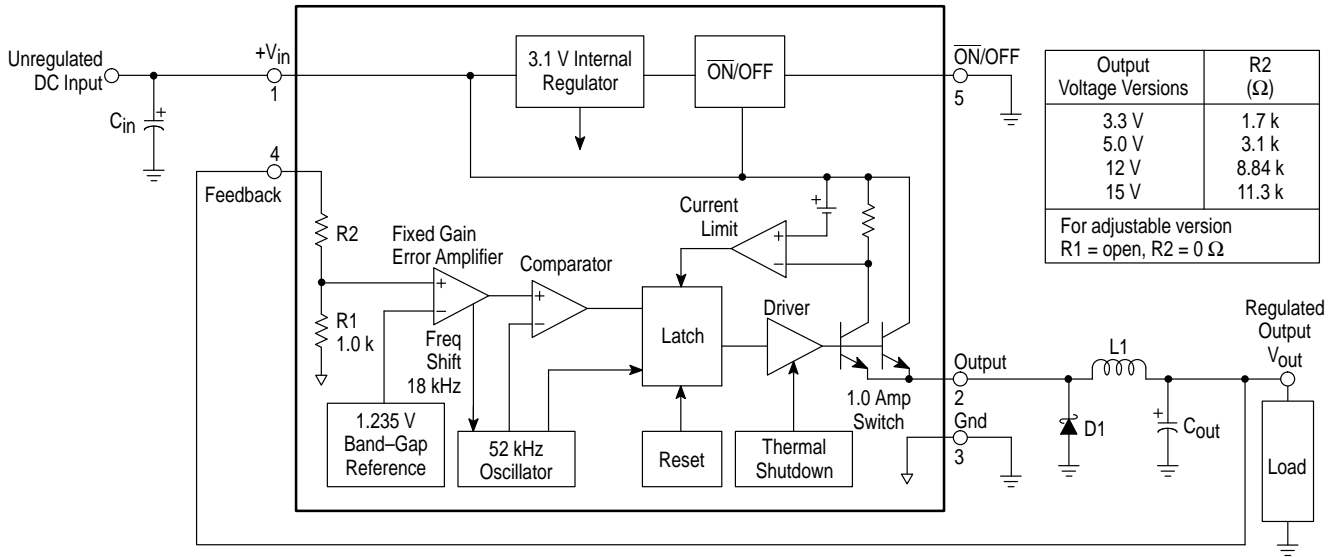 Unregulated
DC Input
Cin
+
+Vin
1
4
Feedback
3.1 V Internal
Regulator
ON/OFF
ON/OFF
5
Output
Voltage Versions
R2
(Ω)
3.3 V
1.7 k
5.0 V
3.1 k
12 V
8.84 k
15 V
11.3 k
For adjustable version
R1 = open, R2 = 0 Ω
R2
R1
1.0 k
Fixed Gain
Error Amplifier
+
–
Comparator
+
–
Current
Limit
+
–
+
Freq
Shift
18 kHz
Latch
Driver
1.0 Amp
Switch
1.235 V
Band–Gap
Reference
52 kHz
Oscillator
Reset
Thermal
Shutdown
Output
2
Gnd
3
L1
D1
+
Cout
Regulated
Output
Vout
Load